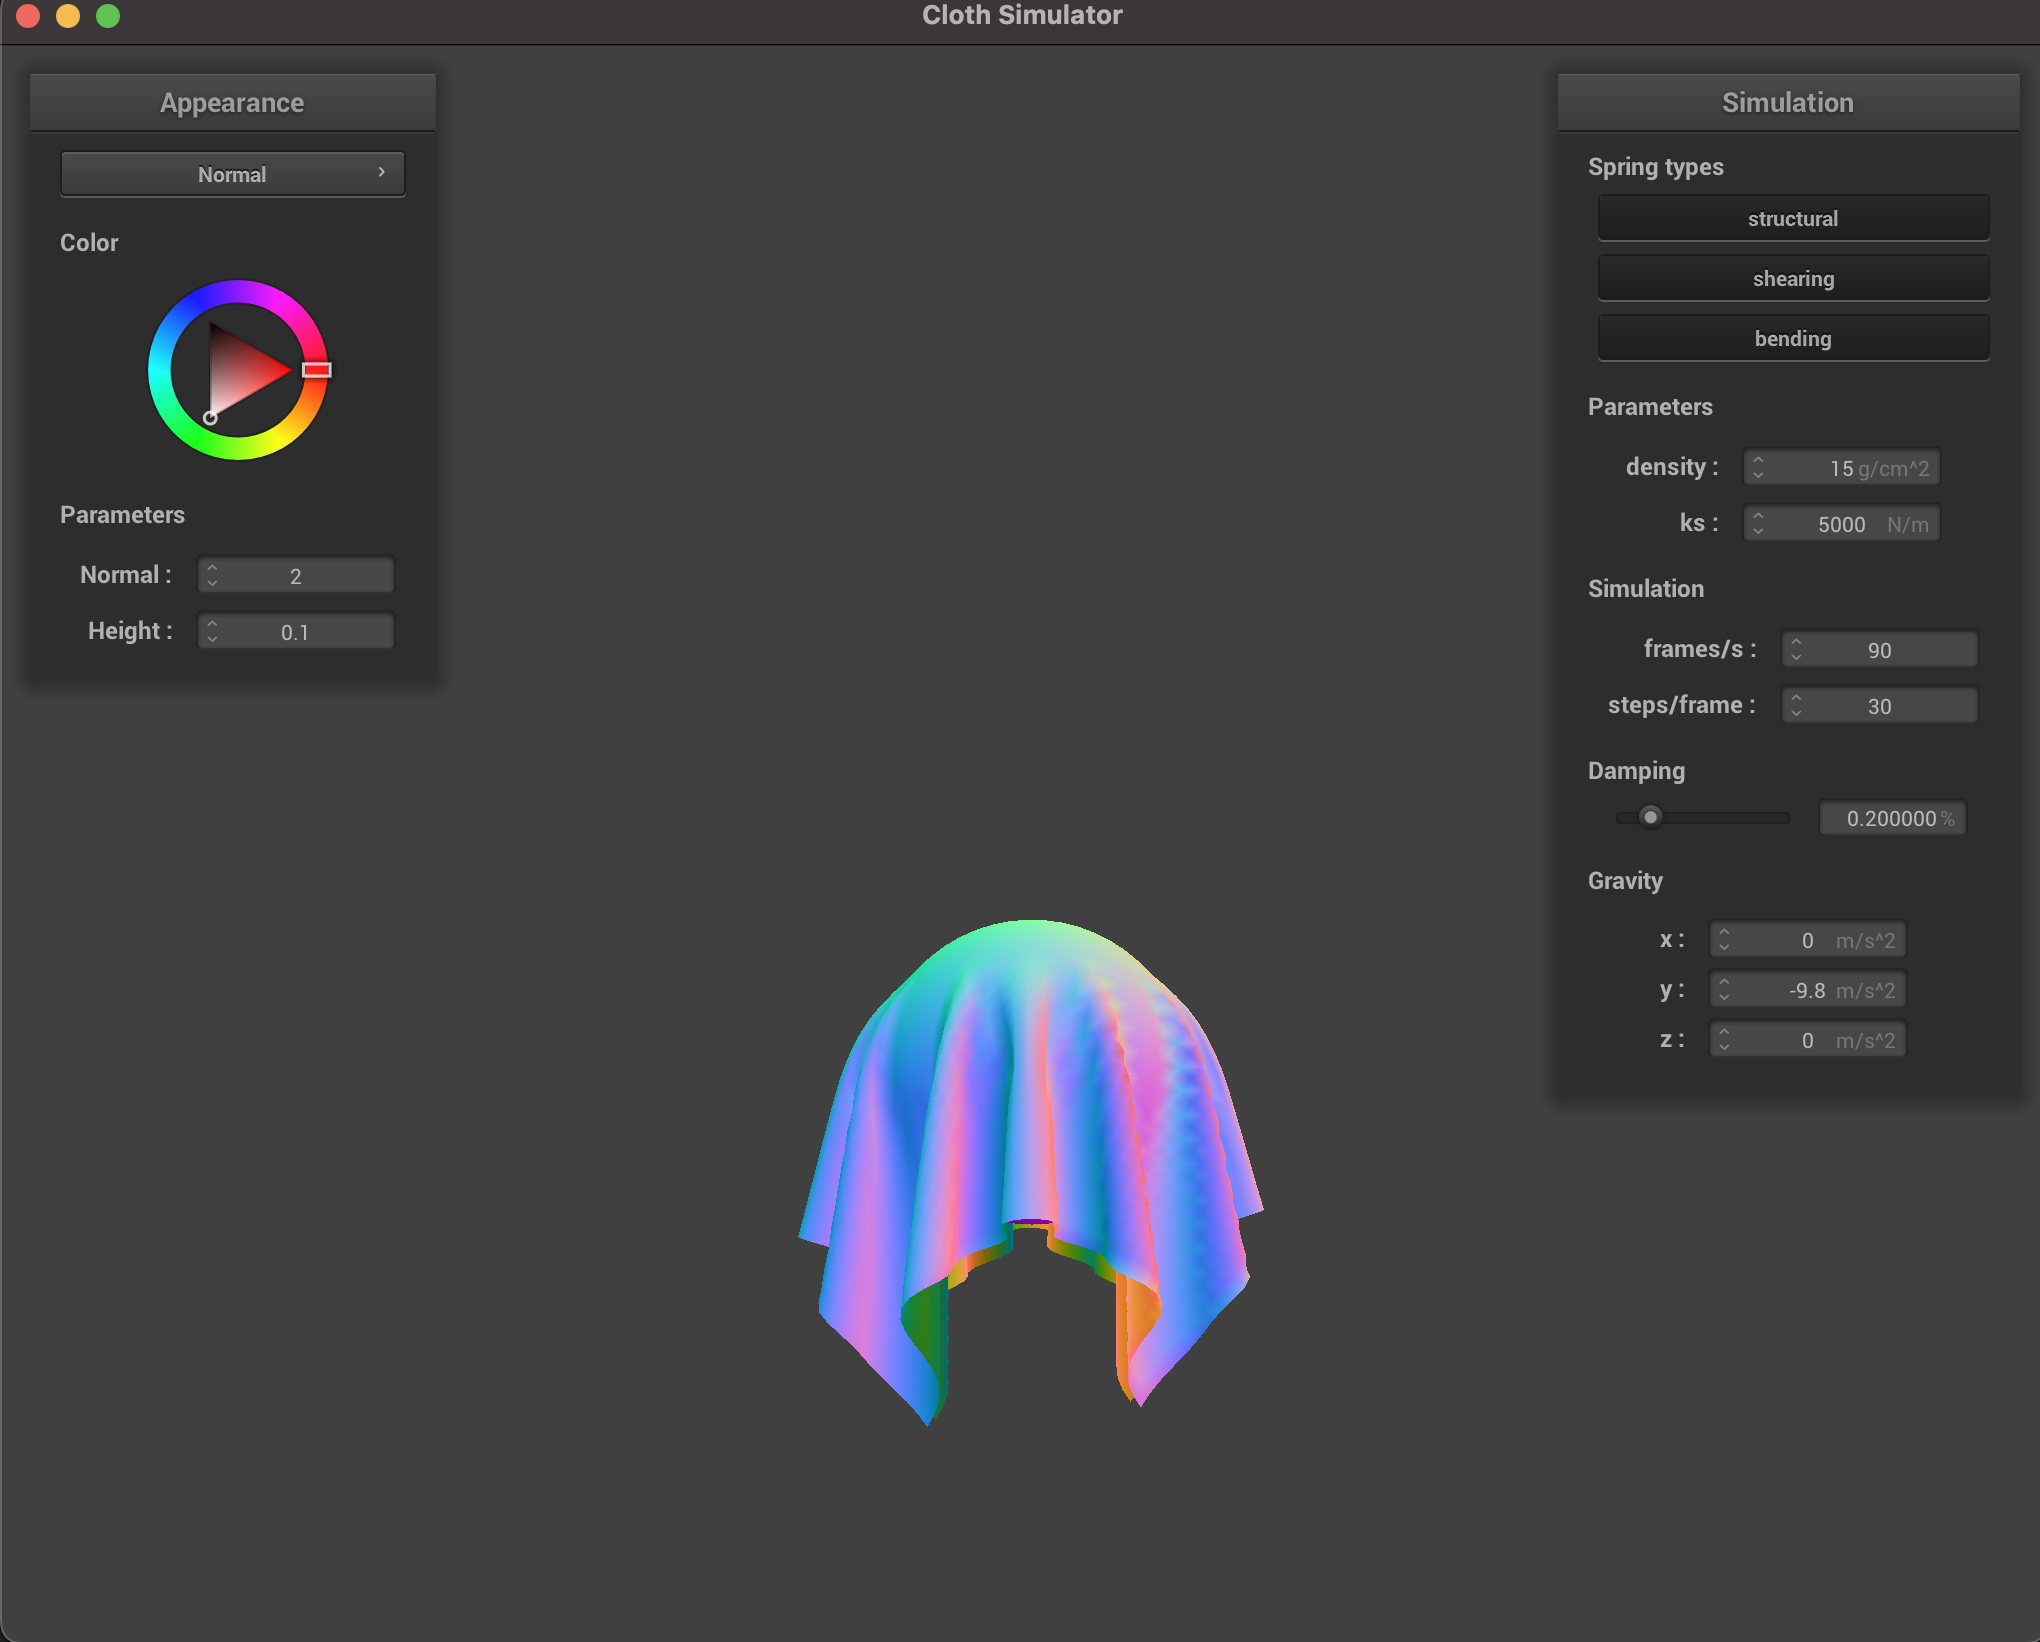 Cloth Simulator
Appearance
Normal
Color
Parameters
Normal : 2
Height : 0.1
Simulation
Spring types
structural
shearing
bending
Parameters
density : 15 g/cm^2
ks : 5000 N/m
Simulation
frames/s : 90
steps/frame : 30
Damping
0.200000 %
Gravity
x : 0 m/s^2
y : -9.8 m/s^2
z : 0 m/s^2